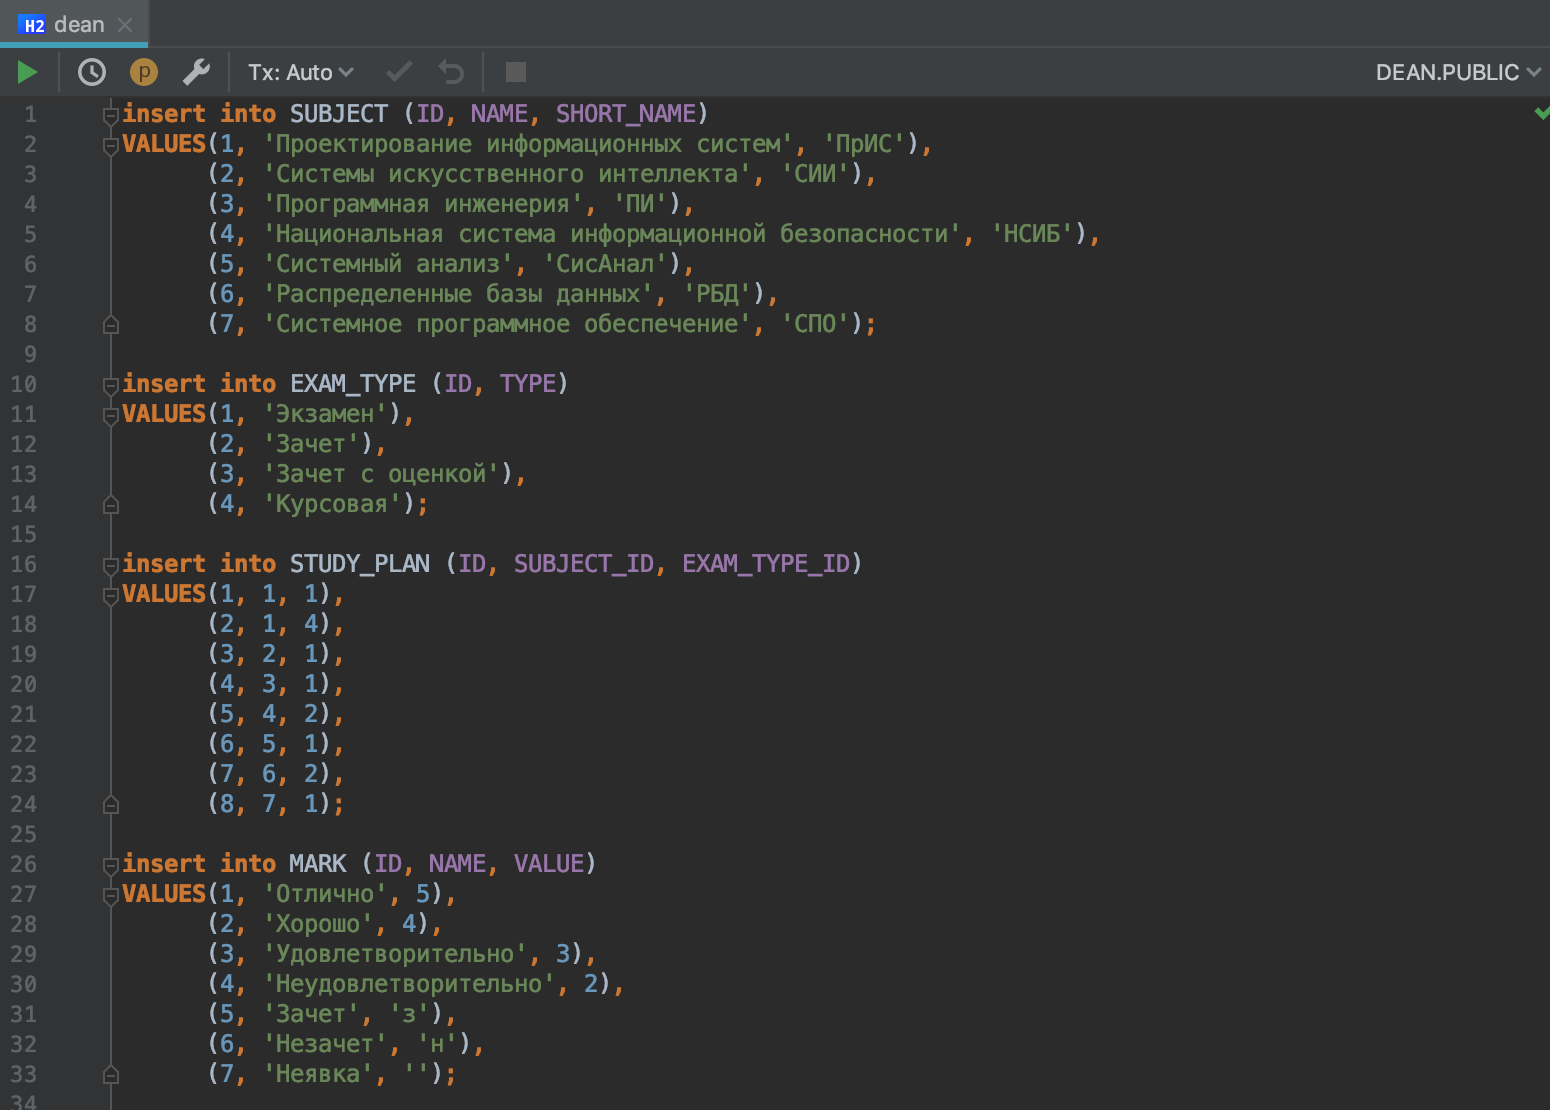 H2 dean
Tx: Auto DEAN.PUBLIC
1 insert into SUBJECT (ID, NAME, SHORT_NAME)
2 VALUES(1, 'Проектирование информационных систем', 'ПрИС'),
3 (2, 'Системы искусственного интеллекта', 'СИИ'),
4 (3, 'Программная инженерия', 'ПИ'),
5 (4, 'Национальная система информационной безопасности', 'НСИБ'),
6 (5, 'Системный анализ', 'СисАнал'),
7 (6, 'Распределенные базы данных', 'РБД'),
8 (7, 'Системное программное обеспечение', 'СПО');
9
10 insert into EXAM_TYPE (ID, TYPE)
11 VALUES(1, 'Экзамен'),
12 (2, 'Зачет'),
13 (3, 'Зачет с оценкой'),
14 (4, 'Курсовая');
15
16 insert into STUDY_PLAN (ID, SUBJECT_ID, EXAM_TYPE_ID)
17 VALUES(1, 1, 1),
18 (2, 1, 4),
19 (3, 2, 1),
20 (4, 3, 1),
21 (5, 4, 2),
22 (6, 5, 1),
23 (7, 6, 2),
24 (8, 7, 1);
25
26 insert into MARK (ID, NAME, VALUE)
27 VALUES(1, 'Отлично', 5),
28 (2, 'Хорошо', 4),
29 (3, 'Удовлетворительно', 3),
30 (4, 'Неудовлетворительно', 2),
31 (5, 'Зачет', 'з'),
32 (6, 'Незачет', 'н'),
33 (7, 'Неявка', '');
34